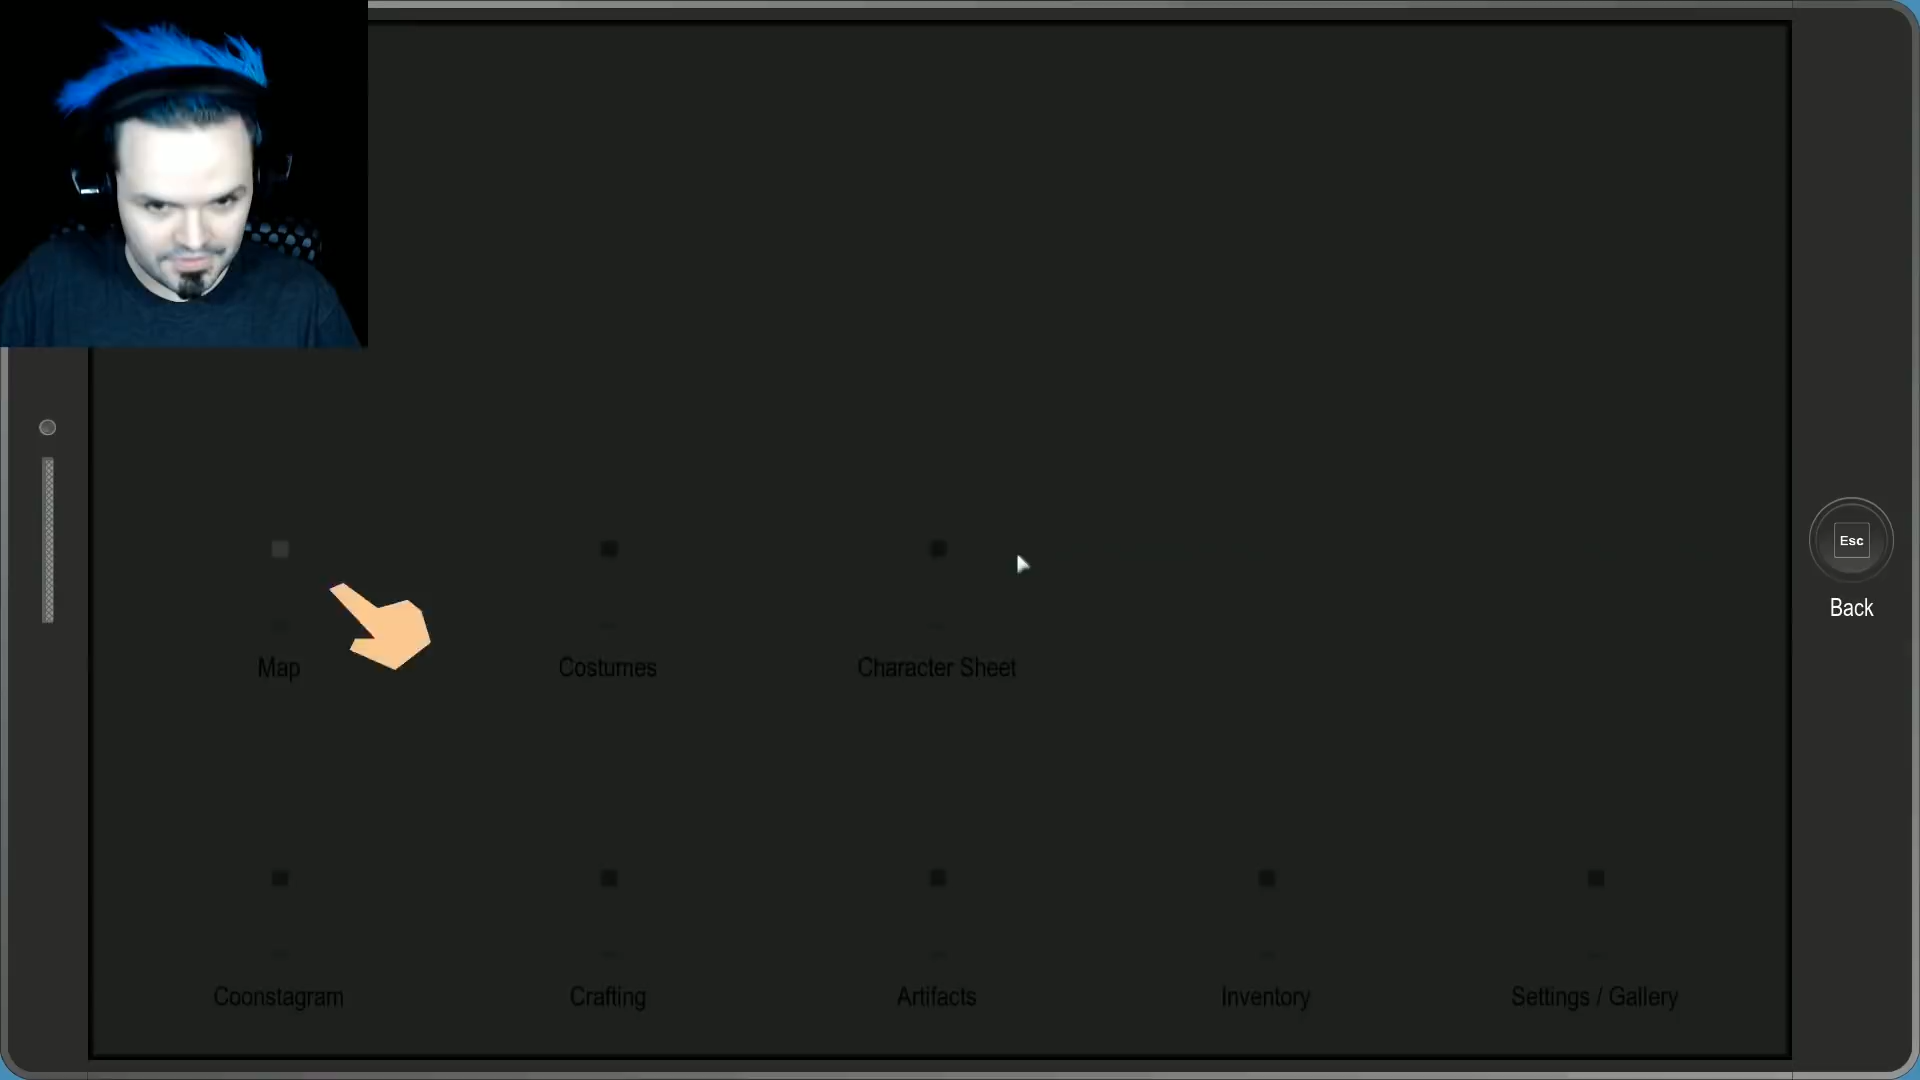 Esc
Back
Map
Costumes
Character Sheet
Coonstagram
Crafting
Artifacts
Inventory
Settings / Gallery